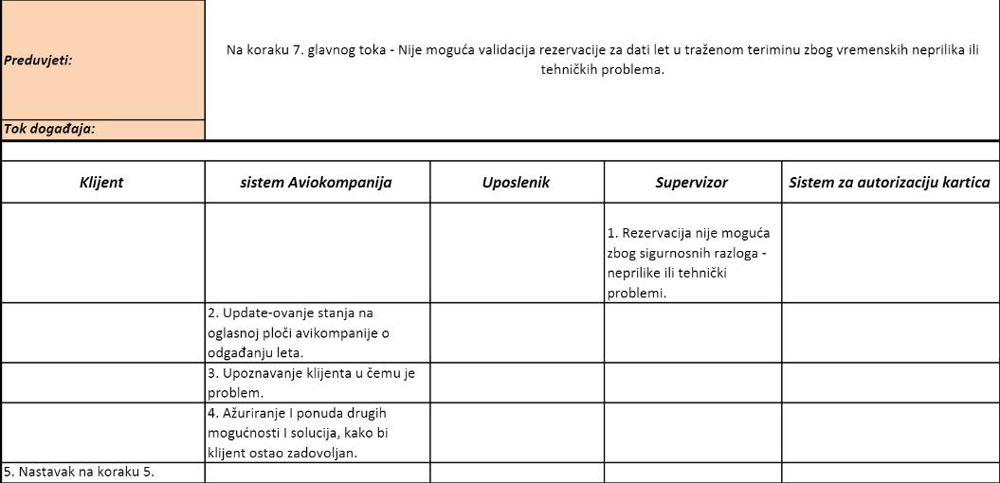 Preduvjeti:
Na koraku 7. glavnog toka - Nije moguća validacija rezervacije za dati let u traženom teriminu zbog vremenskih neprilika ili
tehničkih problema.
Tok događaja:
Klijent
sistem Aviokompanija
Uposlenik
Supervizor
Sistem za autorizaciju kartica
1. Rezervacija nije moguća
zbog sigurnosnih razloga -
neprilike ili tehnički
problemi.
2. Update-ovanje stanja na
oglasnoj ploči avikompanije o
odgađanju leta.
3. Upoznavanje klijenta u čemu je
problem.
4. Ažuriranje I ponuda drugih
mogućnosti I solucija, kako bi
klijent ostao zadovoljan.
5. Nastavak na koraku 5.